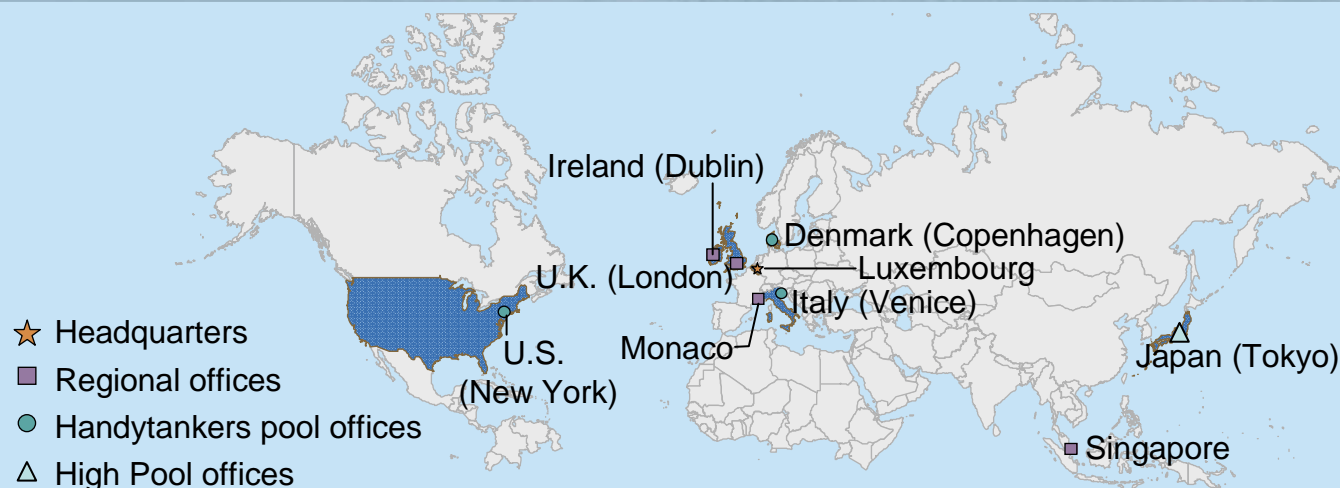 Ireland (Dublin)
Denmark (Copenhagen)
Luxembourg
U.K. (London)
Italy (Venice)
Headquarters
Monaco
U.S.
(New York)
Japan (Tokyo)
Regional offices
Handytankers pool offices
Singapore
High Pool offices